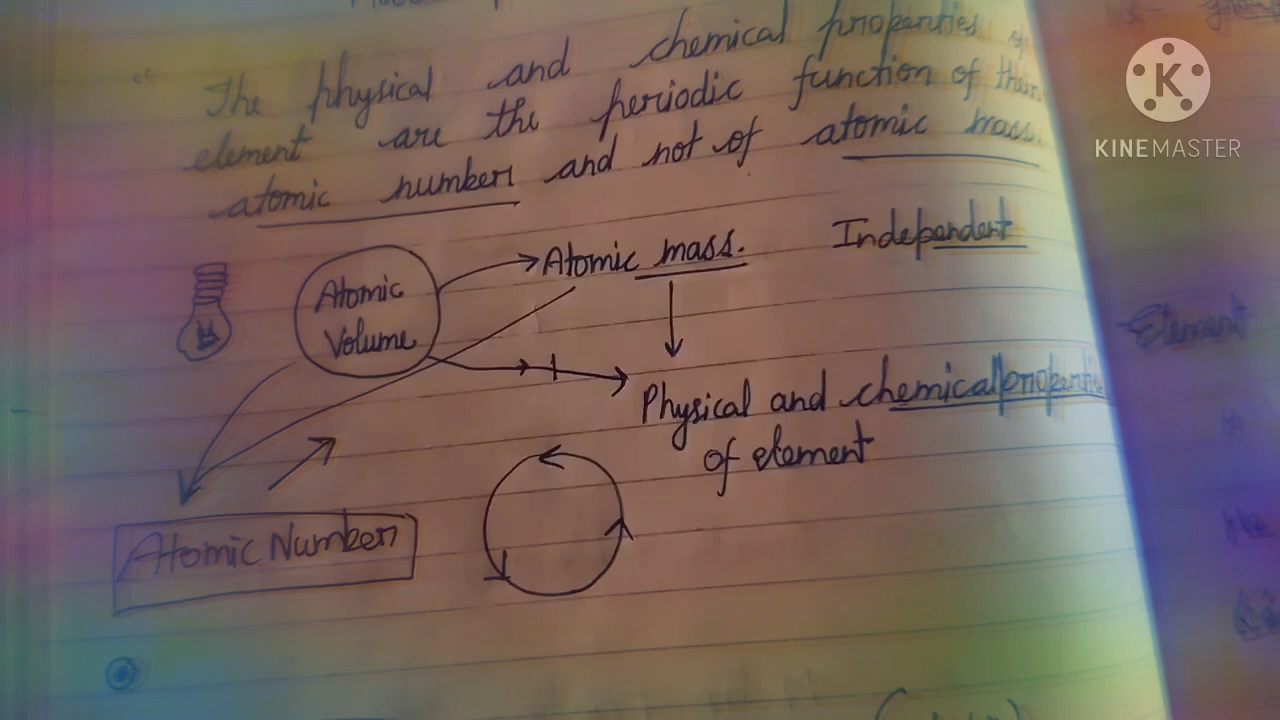 The physical and chemical properties of
element are the periodic function of their
atomic number and not of atomic mass.
Atomic mass.
Independent
Atomic
Volume
Physical and chemical properties
of element
Atomic Number
Element
K
KINEMASTER